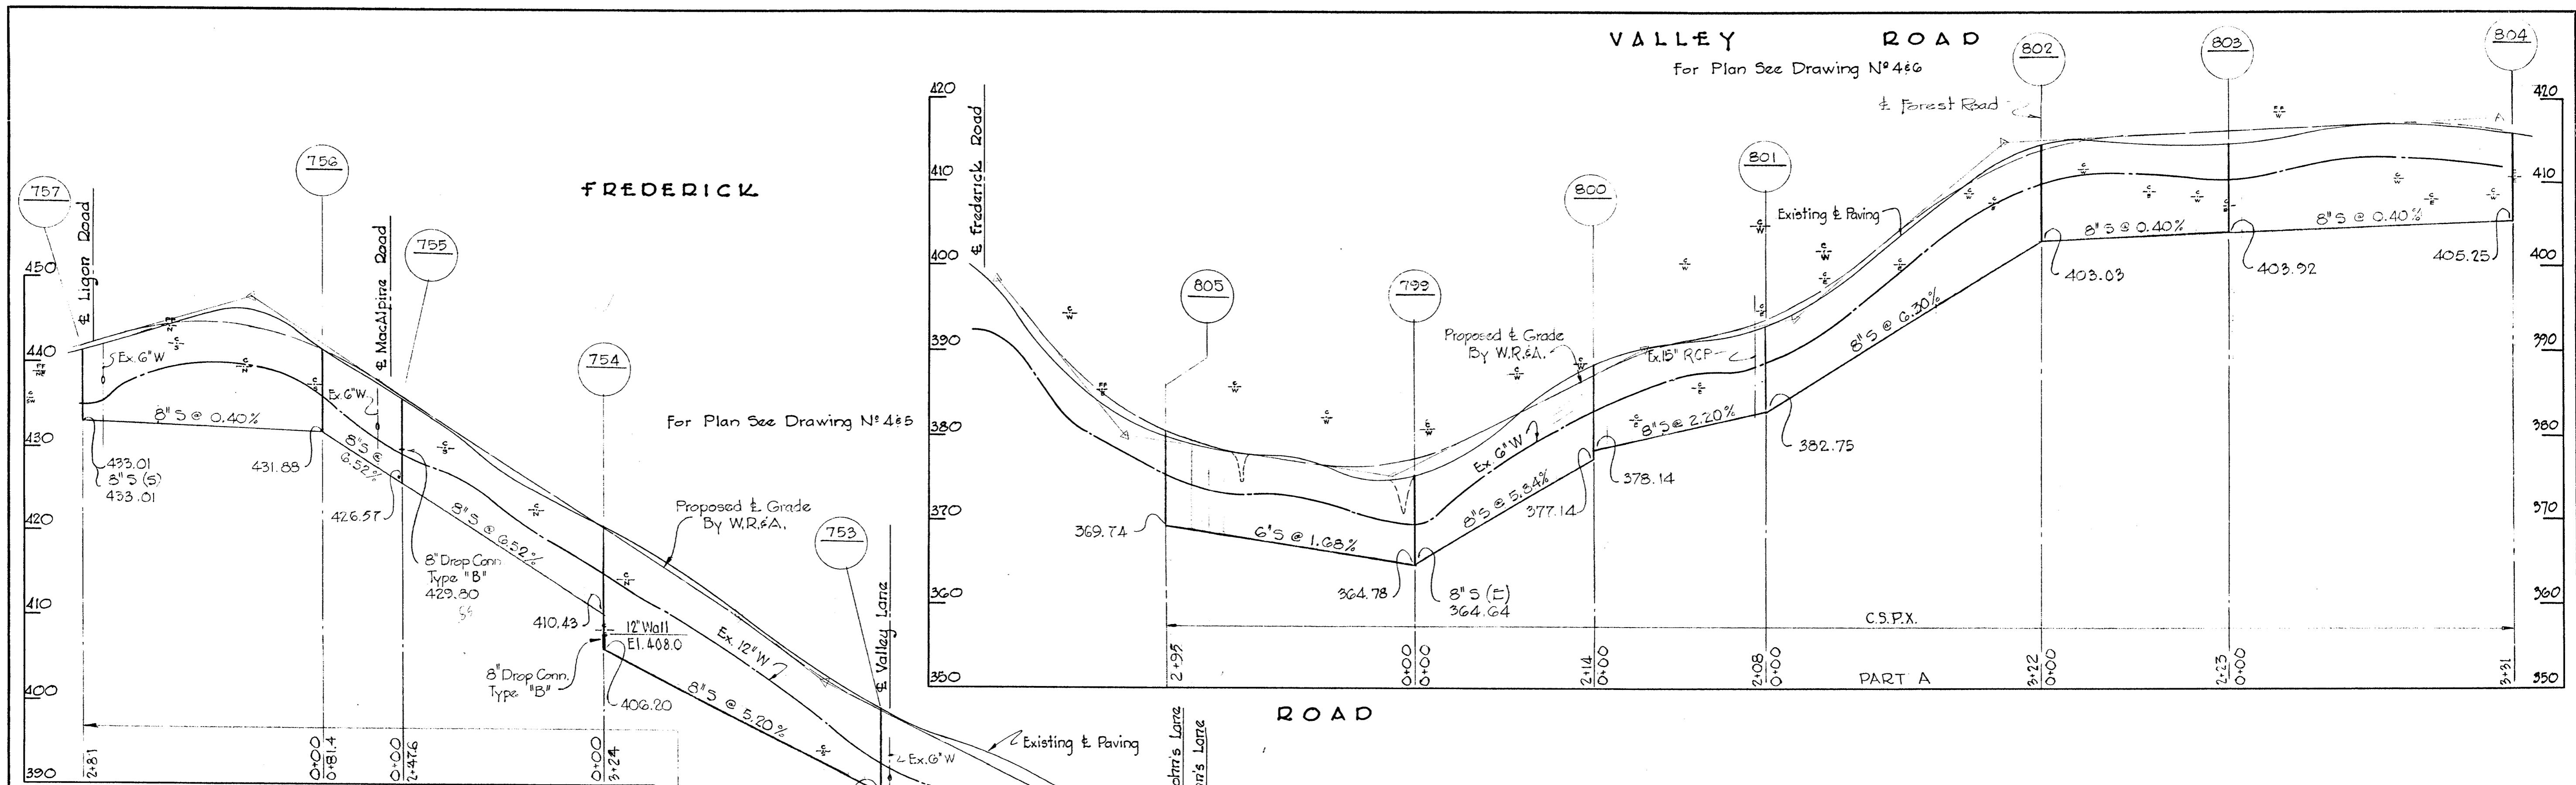 VALLEY ROAD
For Plan See Drawing Nº 4&6
802
803
804
℄ Forest Road
420
℄ Frederick Road
420
410
801
800
Existing ℄ Paving
410
8" S @ 0.40%
8" S @ 0.40%
400
805
799
403.03
403.92
405.25
400
390
Proposed ℄ Grade
By W.R.&A.
Ex. 15" RCP
8" S @ 6.30%
390
380
Ex. 6" W
8" S @ 2.20%
382.75
380
370
369.74
6" S @ 1.68%
8" S @ 5.84%
377.14
378.14
370
360
364.78
8" S (E)
364.64
360
C.S.P.X.
2+95
0+00
0+00
2+14
0+00
2+08
0+00
3+22
0+00
2+23
0+00
3+31
350
PART A
350
FREDERICK
ROAD
757
756
755
754
753
℄ Ligon Road
℄ MacAlpine Road
For Plan See Drawing Nº 4&5
450
440
Ex. 6" W
Ex. 6" W
430
8" S @ 0.40%
433.01
8" S (S)
433.01
431.88
8" S @
6.52%
426.57
420
8" S @ 6.52%
8" Drop Conn
Type "B"
429.80
Proposed ℄ Grade
By W.R.&A.
410
410.43
12" Wall
El. 408.0
8" Drop Conn.
Type "B"
406.20
Ex. 12" W
℄ Valley Lane
400
8" S @ 5.20%
Existing ℄ Paving
Ex. 6" W
390
2+81
0+00
0+81.4
0+00
2+47.6
0+00
3+24
ohn's Lane
n's Lane